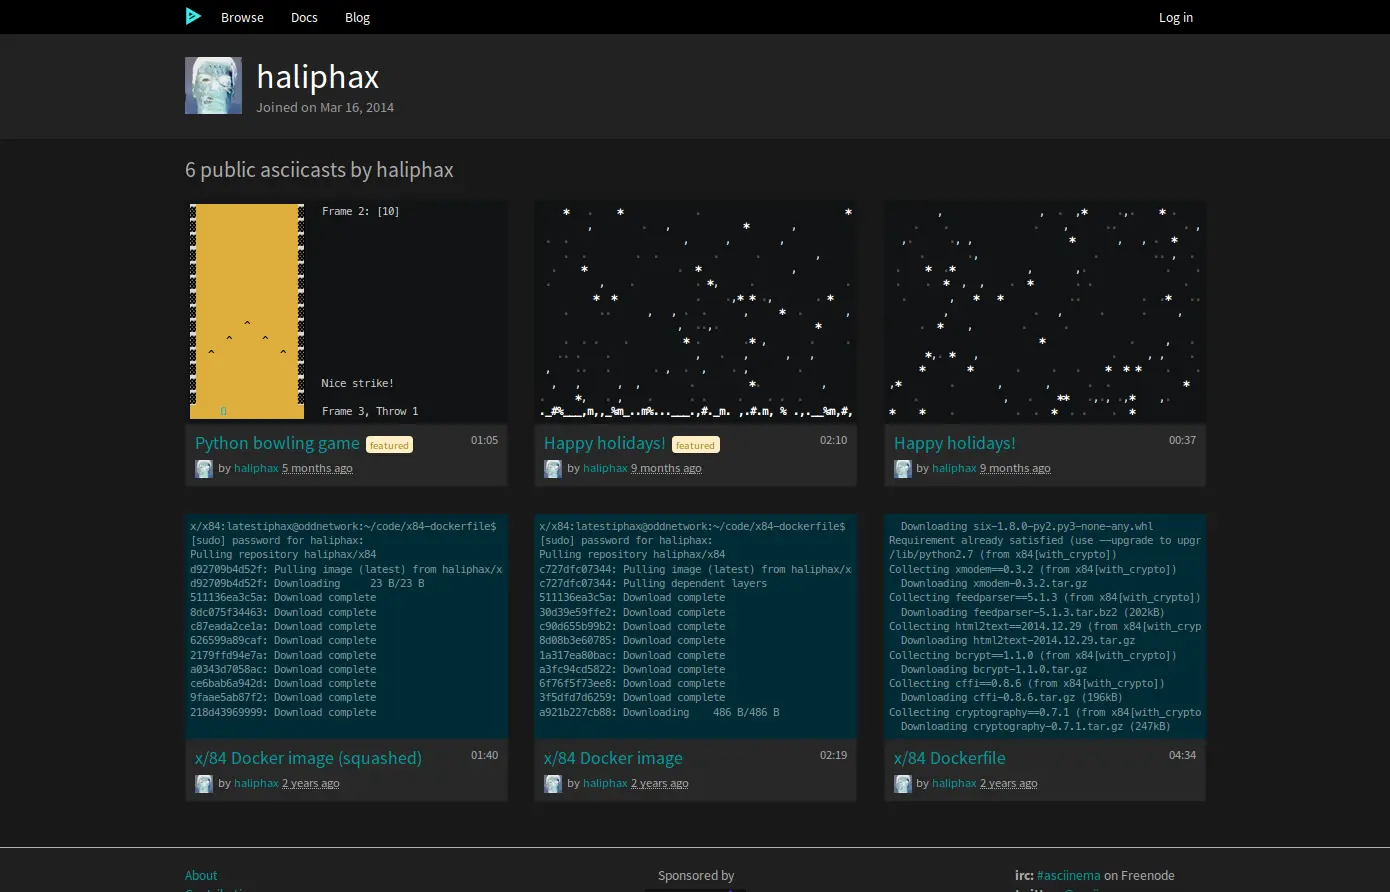 Browse Docs Blog Log in
haliphax
Joined on Mar 16, 2014
6 public asciicasts by haliphax
Frame 2: [10]
Nice strike!
Frame 3, Throw 1
Python bowling game featured 01:05
by haliphax 5 months ago
Happy holidays! featured 02:10
by haliphax 9 months ago
Happy holidays! 00:37
by haliphax 9 months ago
x/x84:latestiphax@oddnetwork:~/code/x84-dockerfile$
[sudo] password for haliphax:
Pulling repository haliphax/x84
d92709b4d52f: Pulling image (latest) from haliphax/x
d92709b4d52f: Downloading 23 B/23 B
511136ea3c5a: Download complete
8dc075f34463: Download complete
c87eada2ce1a: Download complete
626599a89caf: Download complete
2179ffd94e7a: Download complete
a0343d7058ac: Download complete
ce6bab6a942d: Download complete
9faae5ab87f2: Download complete
218d43969999: Download complete
x/84 Docker image (squashed) 01:40
by haliphax 2 years ago
x/x84:latestiphax@oddnetwork:~/code/x84-dockerfile$
[sudo] password for haliphax:
Pulling repository haliphax/x84
c727dfc07344: Pulling image (latest) from haliphax/x
c727dfc07344: Pulling dependent layers
511136ea3c5a: Download complete
30d39e59ffe2: Download complete
c90d655b99b2: Download complete
8d08b3e60785: Download complete
1a317ea80bac: Download complete
a3fc94cd5822: Download complete
6f76f5f73ee8: Download complete
3f5dfd7d6259: Download complete
a921b227cb88: Downloading 486 B/486 B
x/84 Docker image 02:19
by haliphax 2 years ago
Downloading six-1.8.0-py2.py3-none-any.whl
Requirement already satisfied (use --upgrade to upgr
/lib/python2.7 (from x84[with_crypto])
Collecting xmodem==0.3.2 (from x84[with_crypto])
Downloading xmodem-0.3.2.tar.gz
Collecting feedparser==5.1.3 (from x84[with_crypto])
Downloading feedparser-5.1.3.tar.bz2 (202kB)
Collecting html2text==2014.12.29 (from x84[with_cryp
Downloading html2text-2014.12.29.tar.gz
Collecting bcrypt==1.1.0 (from x84[with_crypto])
Downloading bcrypt-1.1.0.tar.gz
Collecting cffi==0.8.6 (from x84[with_crypto])
Downloading cffi-0.8.6.tar.gz (196kB)
Collecting cryptography==0.7.1 (from x84[with_crypto
Downloading cryptography-0.7.1.tar.gz (247kB)
x/84 Dockerfile 04:34
by haliphax 2 years ago
About
Sponsored by
irc: #asciinema on Freenode